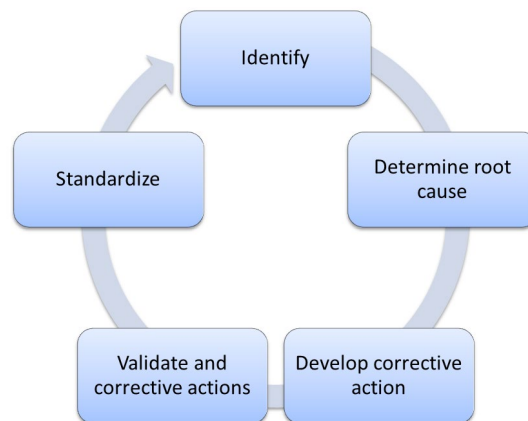 Identify
Determine root
cause
Develop corrective
action
Validate and
corrective actions
Standardize